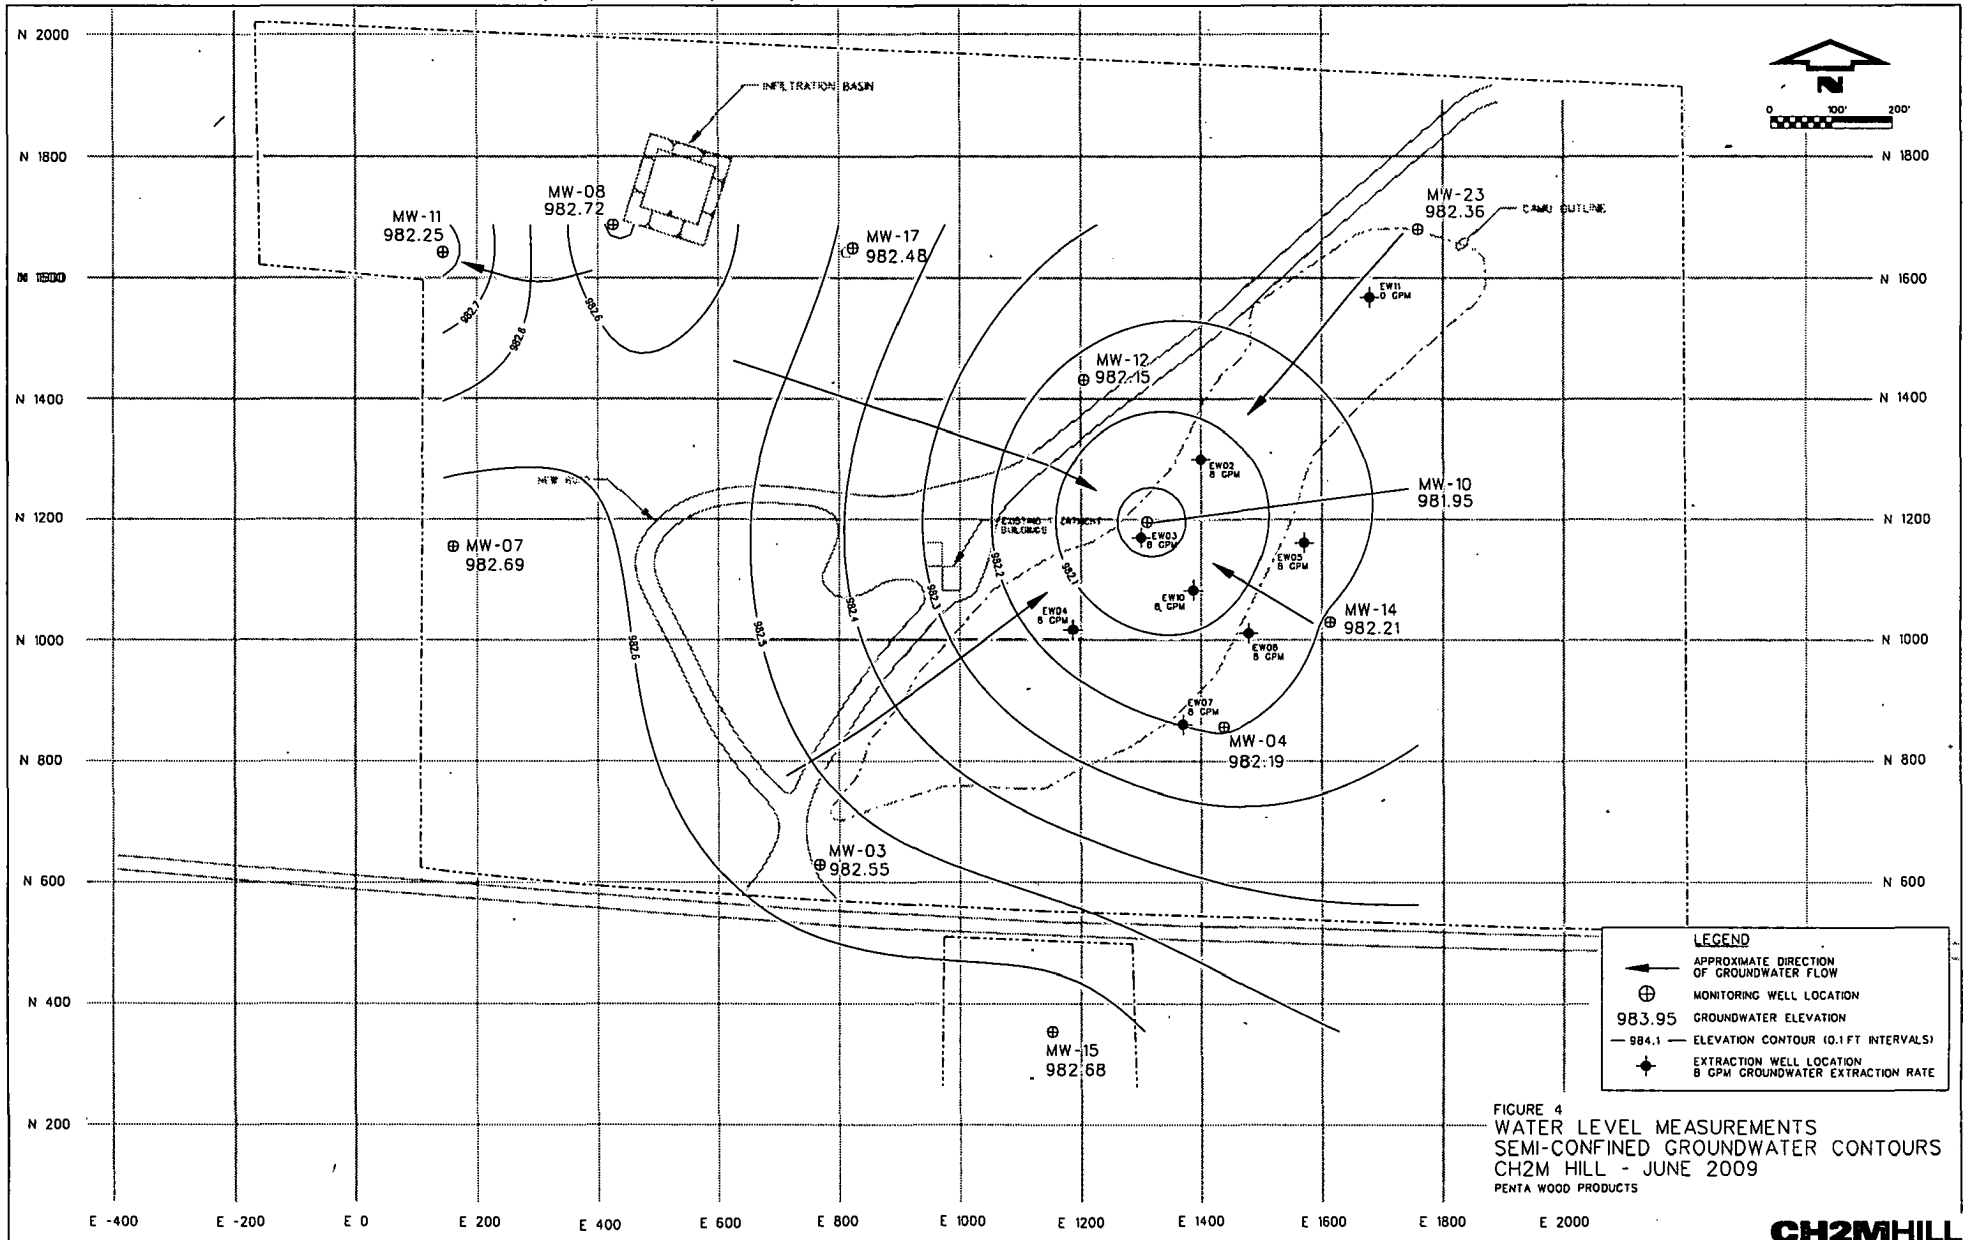 N 2000
INFILTRATION BASIN
N
0 100' 200'
N 1800
N 1800
MW-08
982.72
MW-11
982.25
MW-17
982.48
MW-23
982.36
CAMU OUTLINE
N 1600
EW11
0 GPM
982.7
982.6
982.6
MW-12
982.15
N 1400
N 1400
EW02
8 GPM
MW-10
981.95
NEW
N 1200
N 1200
EXISTING TREATMENT
BUILDINGS
EW03
8 GPM
MW-07
982.69
EW05
8 GPM
982.2
982.1
982.3
982.4
982.5
982.6
EW10
8 GPM
EW04
8 GPM
MW-14
982.21
N 1000
N 1000
EW06
8 GPM
EW07
8 GPM
MW-04
982.19
N 800
N 800
MW-03
982.55
N 600
N 600
LEGEND
APPROXIMATE DIRECTION
OF GROUNDWATER FLOW
MONITORING WELL LOCATION
983.95 GROUNDWATER ELEVATION
984.1 ELEVATION CONTOUR (0.1 FT INTERVALS)
EXTRACTION WELL LOCATION
8 GPM GROUNDWATER EXTRACTION RATE
N 400
MW-15
982.68
N 200
FIGURE 4
WATER LEVEL MEASUREMENTS
SEMI-CONFINED GROUNDWATER CONTOURS
CH2M HILL - JUNE 2009
PENTA WOOD PRODUCTS
E -400 E -200 E 0 E 200 E 400 E 600 E 800 E 1000 E 1200 E 1400 E 1600 E 1800 E 2000
CH2MHILL